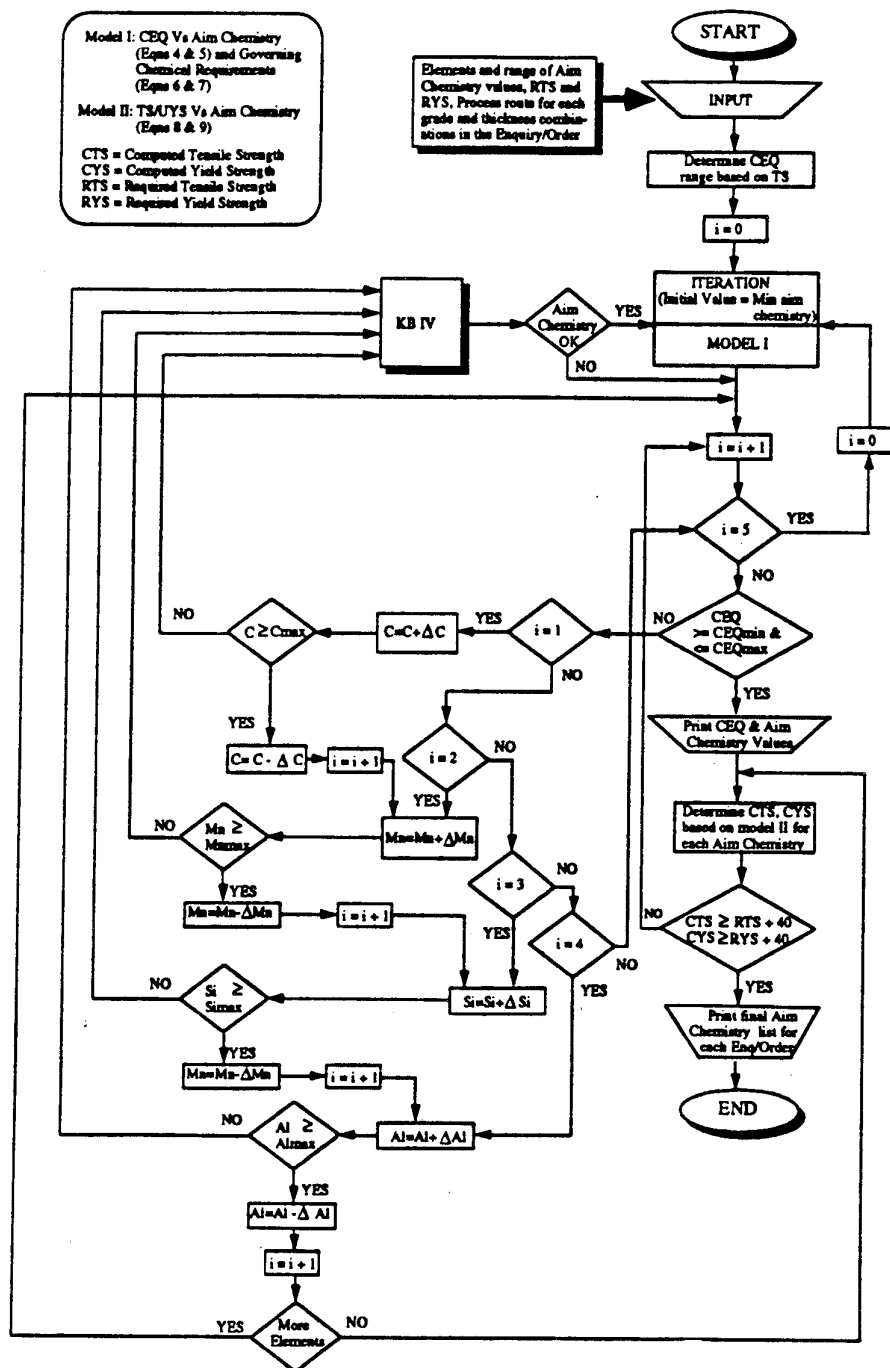 Model I: CEQ Vs Aim Chemistry
(Eqns 4 & 5) and Governing
Chemical Requirements
(Eqns 6 & 7)
Model II: TS/UYS Vs Aim Chemistry
(Eqns 8 & 9)
CTS = Computed Tensile Strength
CYS = Computed Yield Strength
RTS = Required Tensile Strength
RYS = Required Yield Strength
START
Elements and range of Aim
Chemistry values, RTS and
RYS, Process route for each
grade and thickness combin-
ations in the Enquiry/Order
INPUT
Determine CEQ
range based on TS
i = 0
ITERATION
(Initial Value = Min aim
chemistry)
MODEL I
KB IV
Aim
Chemistry
OK
YES
NO
i = i + 1
i = 0
i = 5
YES
NO
CEQ
>= CEQmin &
<= CEQmax
NO
YES
i = 1
YES
NO
C=C+Δ C
C ≥ Cmax
NO
YES
C= C - Δ C
i = i + 1
i = 2
NO
YES
Print CEQ & Aim
Chemistry Values
Mn=Mn+ΔMn
Mn ≥
Mnmax
NO
YES
Determine CTS, CYS
based on model II for
each Aim Chemistry
i = 3
NO
YES
Mn=Mn-ΔMn
i = i + 1
i = 4
NO
YES
CTS ≥ RTS + 40
CYS ≥ RYS + 40
NO
YES
Si=Si+Δ Si
Si ≥
Simax
NO
YES
Print final Aim
Chemistry list for
each Enq/Order
Mn=Mn-ΔMn
i = i + 1
END
Al=Al+ ΔAl
Al ≥
Almax
NO
YES
Al=Al - Δ Al
i = i + 1
More
Elements
YES
NO